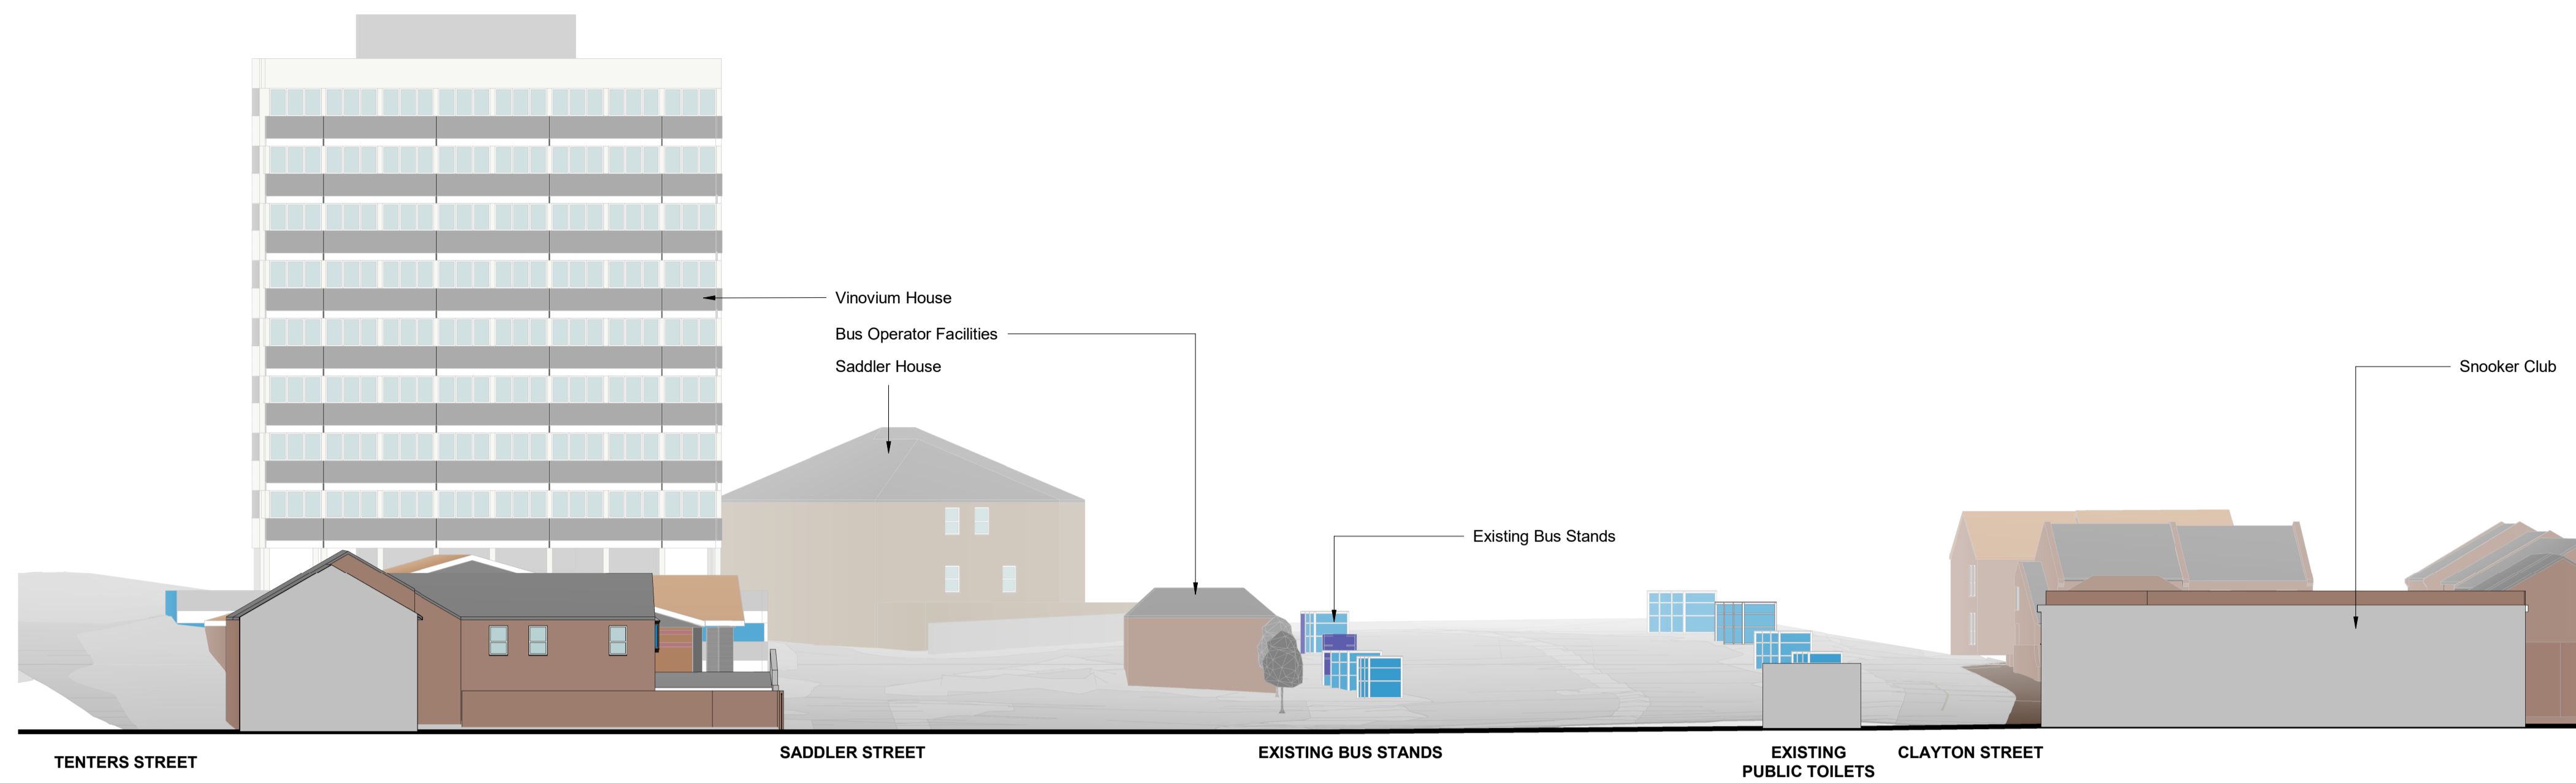 Vinovium House
Bus Operator Facilities
Saddler House
Snooker Club
Existing Bus Stands
TENTERS STREET
SADDLER STREET
EXISTING BUS STANDS
EXISTING
PUBLIC TOILETS
CLAYTON STREET